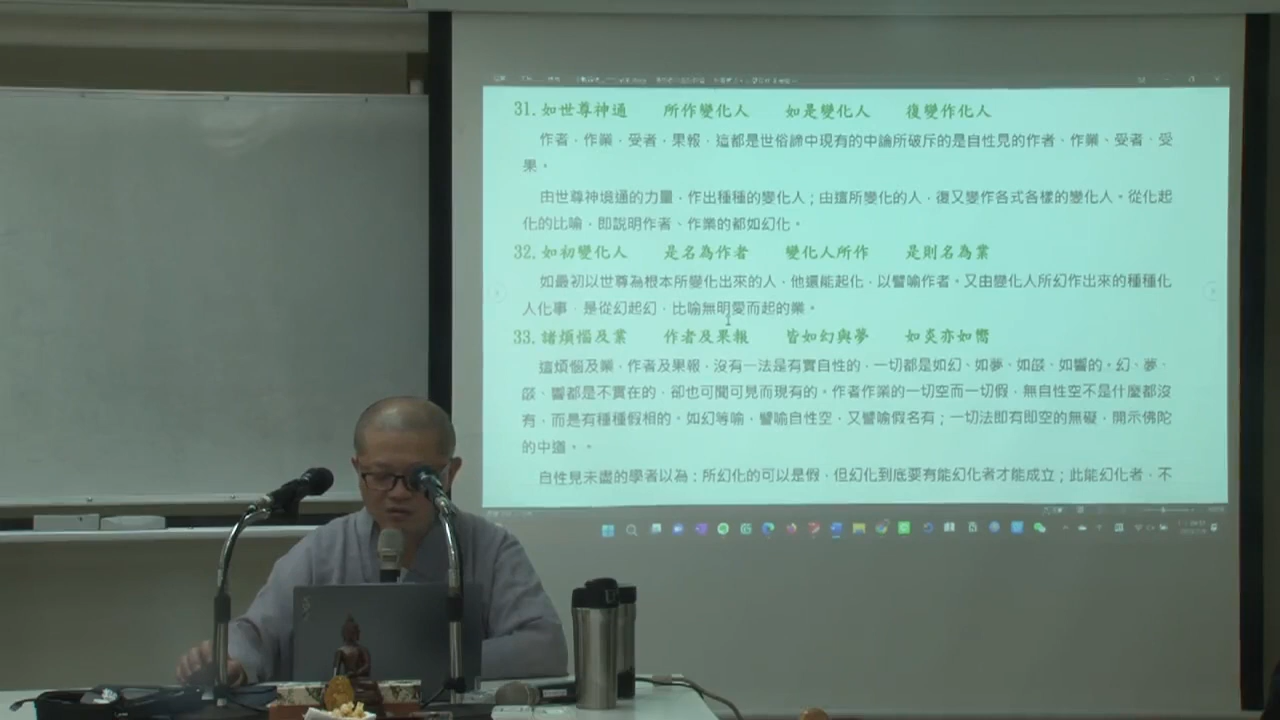 31. 如世尊神通　所作變化人　如是變化人　復變作化人
作者、作業、受者、果報，這都是世俗諦中現有的中論所破斥的是自性見的作者、作業、受者、受
果。
由世尊神境通的力量，作出種種的變化人；由這所變化的人，復又變作各式各樣的變化人。從化起
化的比喻，即說明作者、作業的都如幻化。
32. 如初變化人　是名為作者　變化人所作　是則名為業
如最初以世尊為根本所變化出來的人，他還能起化，以譬喻作者。又由變化人所幻作出來的種種化
人化事，是從幻起幻，比喻無明愛而起的業。
33. 諸煩惱及業　作者及果報　皆如幻與夢　如炎亦如嚮
這煩惱及業，作者及果報，沒有一法是有實自性的，一切都是如幻、如夢、如燄、如響的。幻、夢、
燄、響都是不實在的，卻也可聞可見而現有的。作者作業的一切空而一切假，無自性空不是什麼都沒
有，而是有種種假相的。如幻等喻，譬喻自性空，又譬喻假名有；一切法即有即空的無礙，開示佛陀
的中道。。
自性見未盡的學者以為：所幻化的可以是假，但幻化到底要有能幻化者才能成立；此能幻化者，不